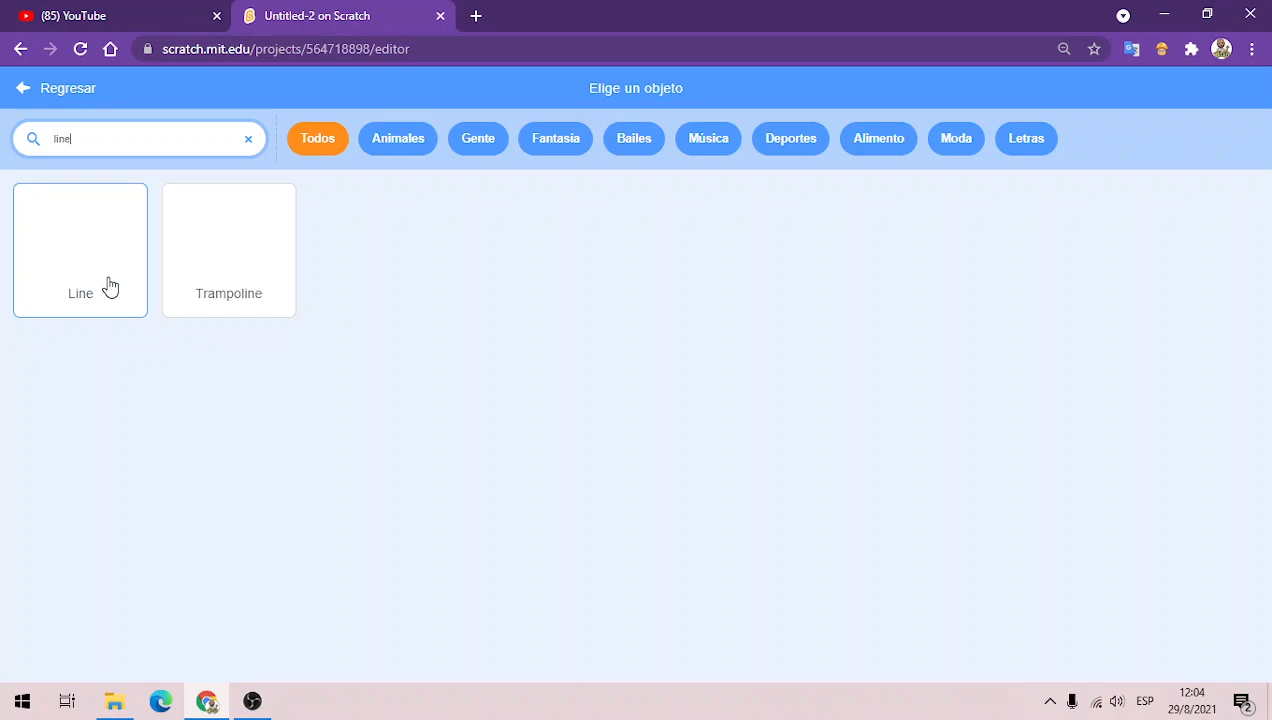 (85) YouTube
Untitled-2 on Scratch
scratch.mit.edu/projects/564718898/editor
Regresar
Elige un objeto
line
Todos
Animales
Gente
Fantasía
Bailes
Música
Deportes
Alimento
Moda
Letras
Line
Trampoline
ESP
12:04
29/8/2021
2